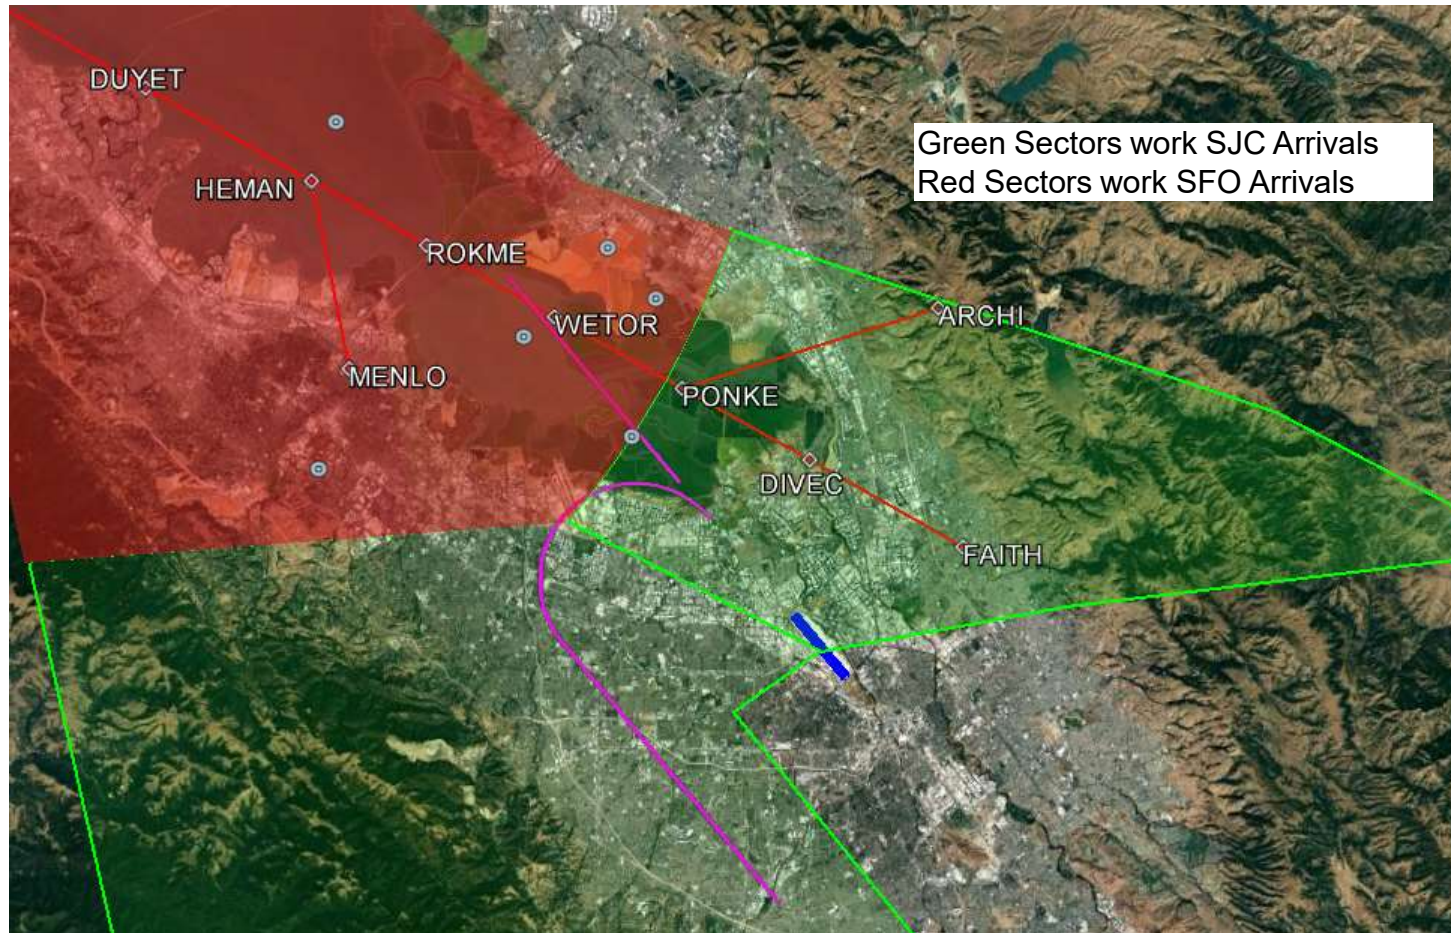 DUYET
Green Sectors work SJC Arrivals
Red Sectors work SFO Arrivals
HEMAN
ROKME
ARCHI
WETOR
MENLO
PONKE
DIVEC
FAITH